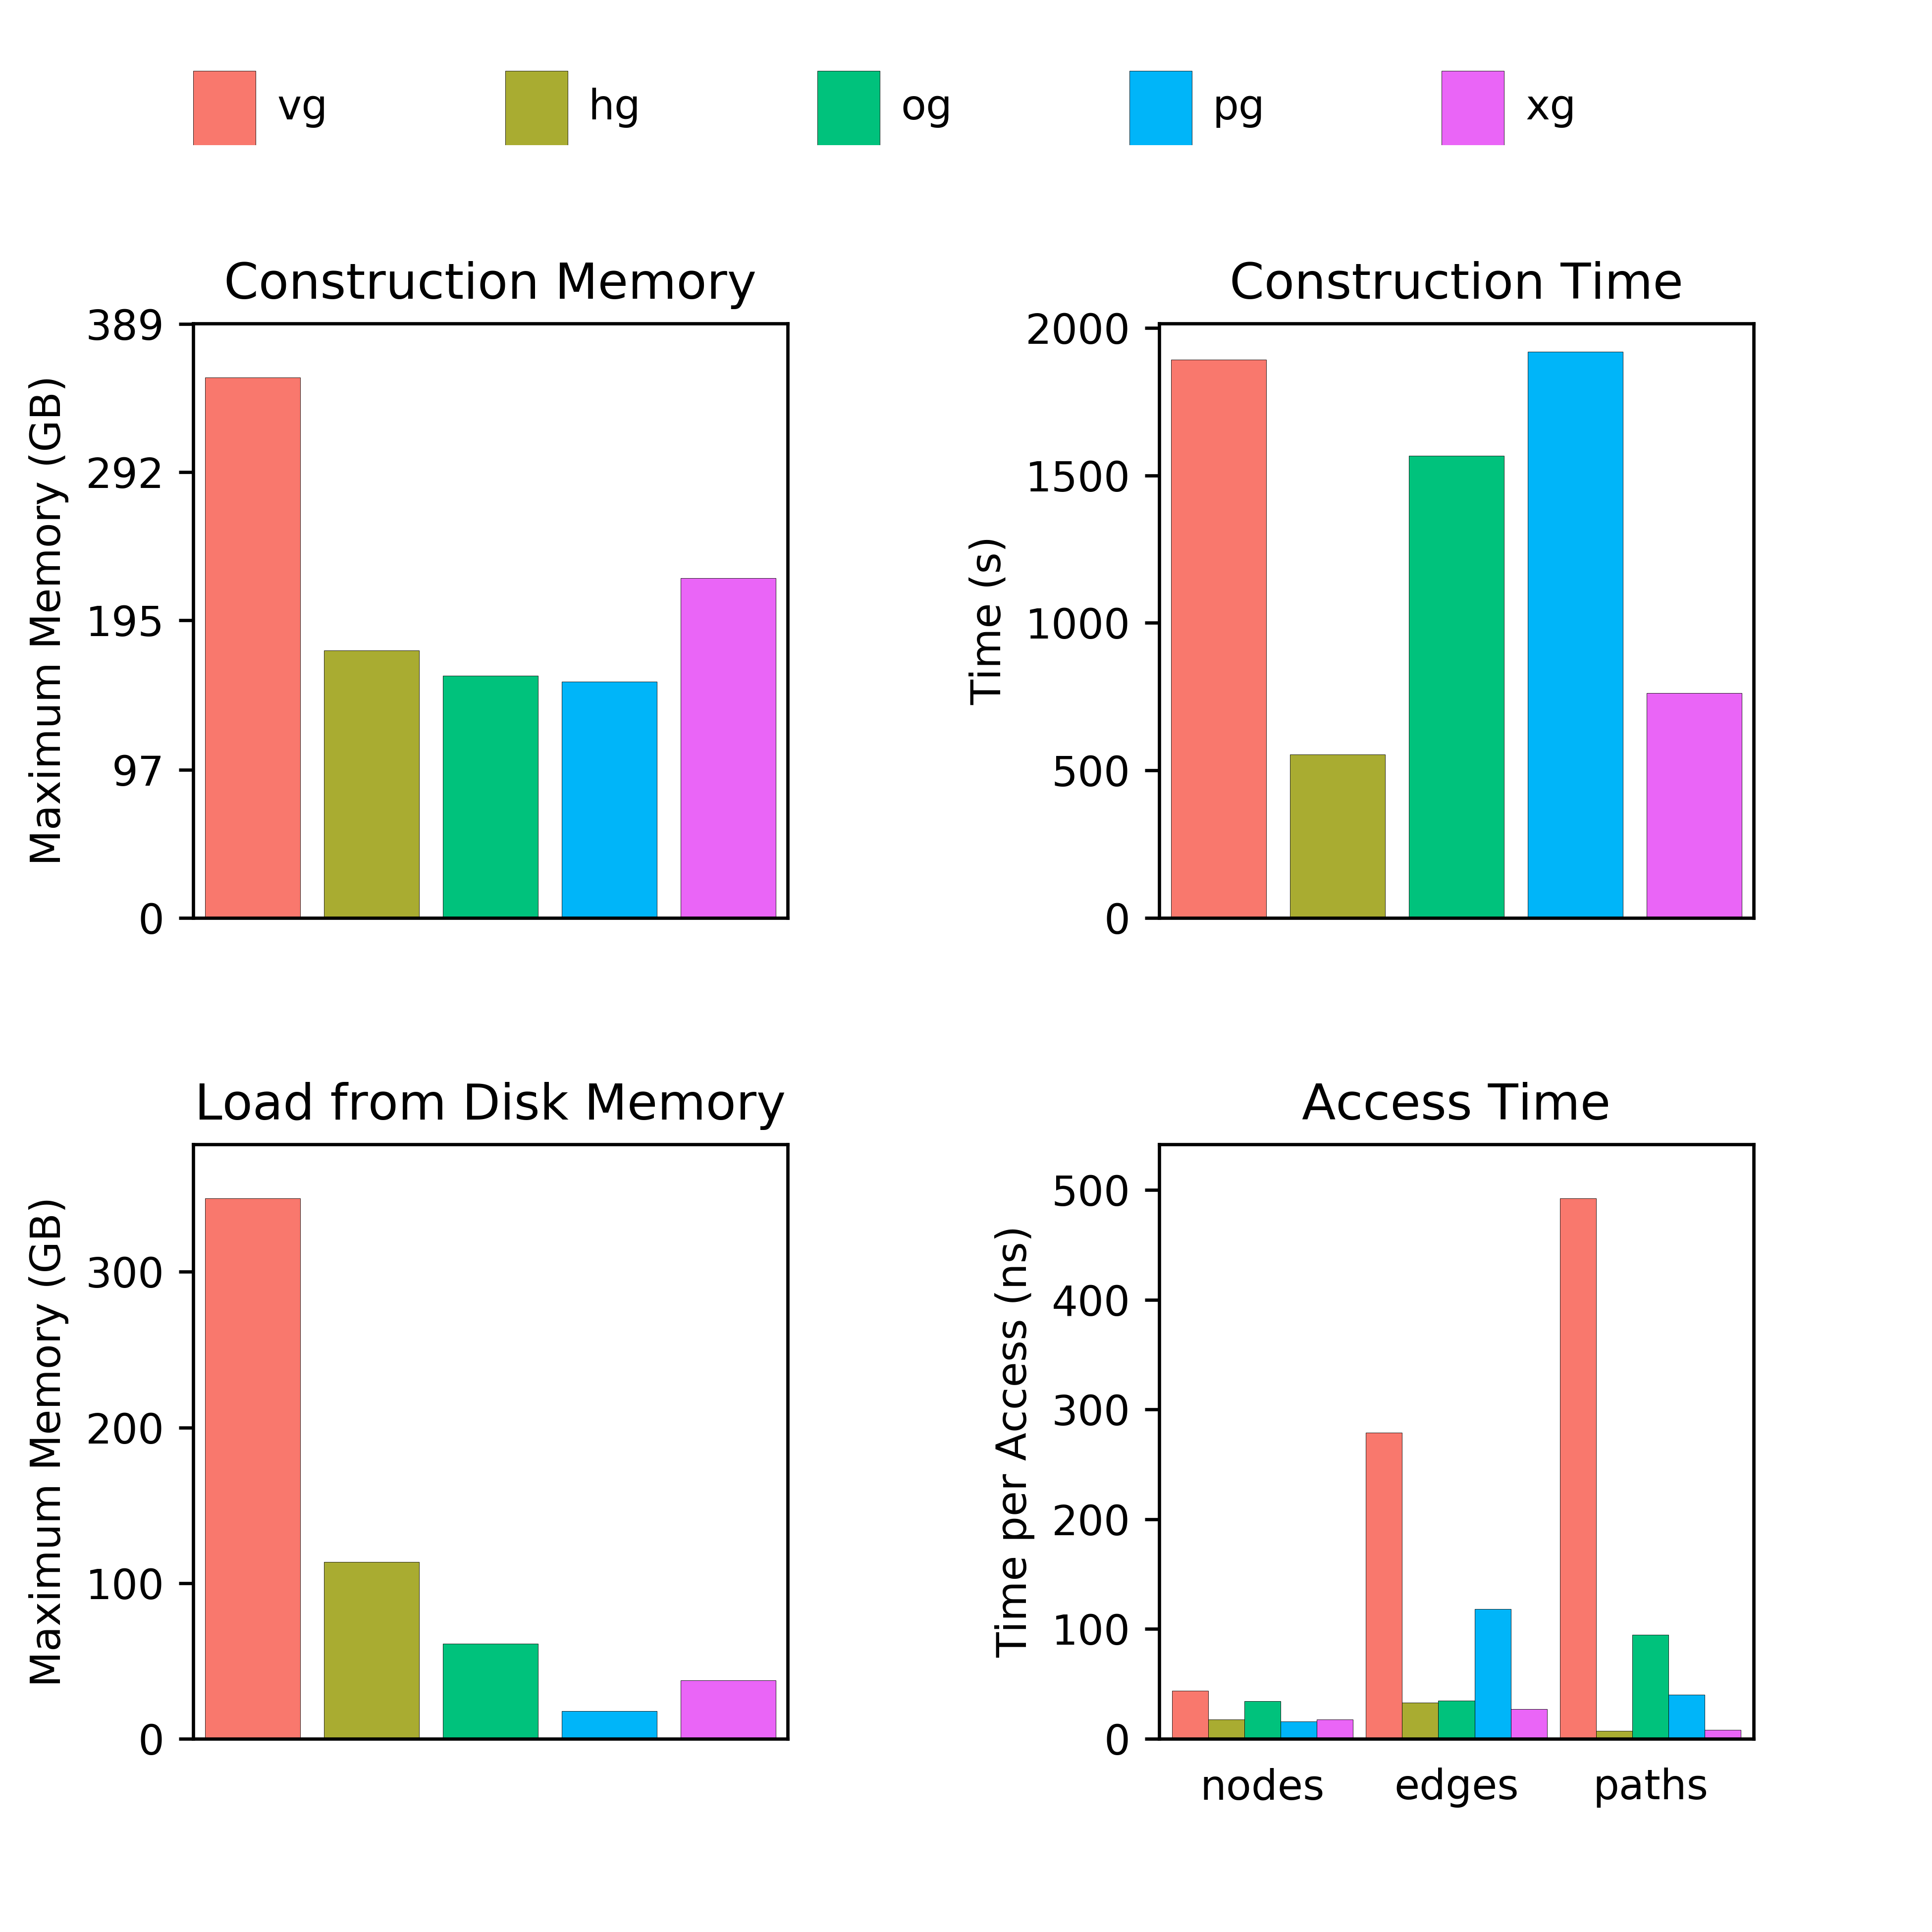 vg hg og pg xg
Construction Memory
Maximum Memory (GB)
389
292
195
97
0
Construction Time
Time (s)
2000
1500
1000
500
0
Load from Disk Memory
Maximum Memory (GB)
300
200
100
0
Access Time
Time per Access (ns)
500
400
300
200
100
0
nodes edges paths